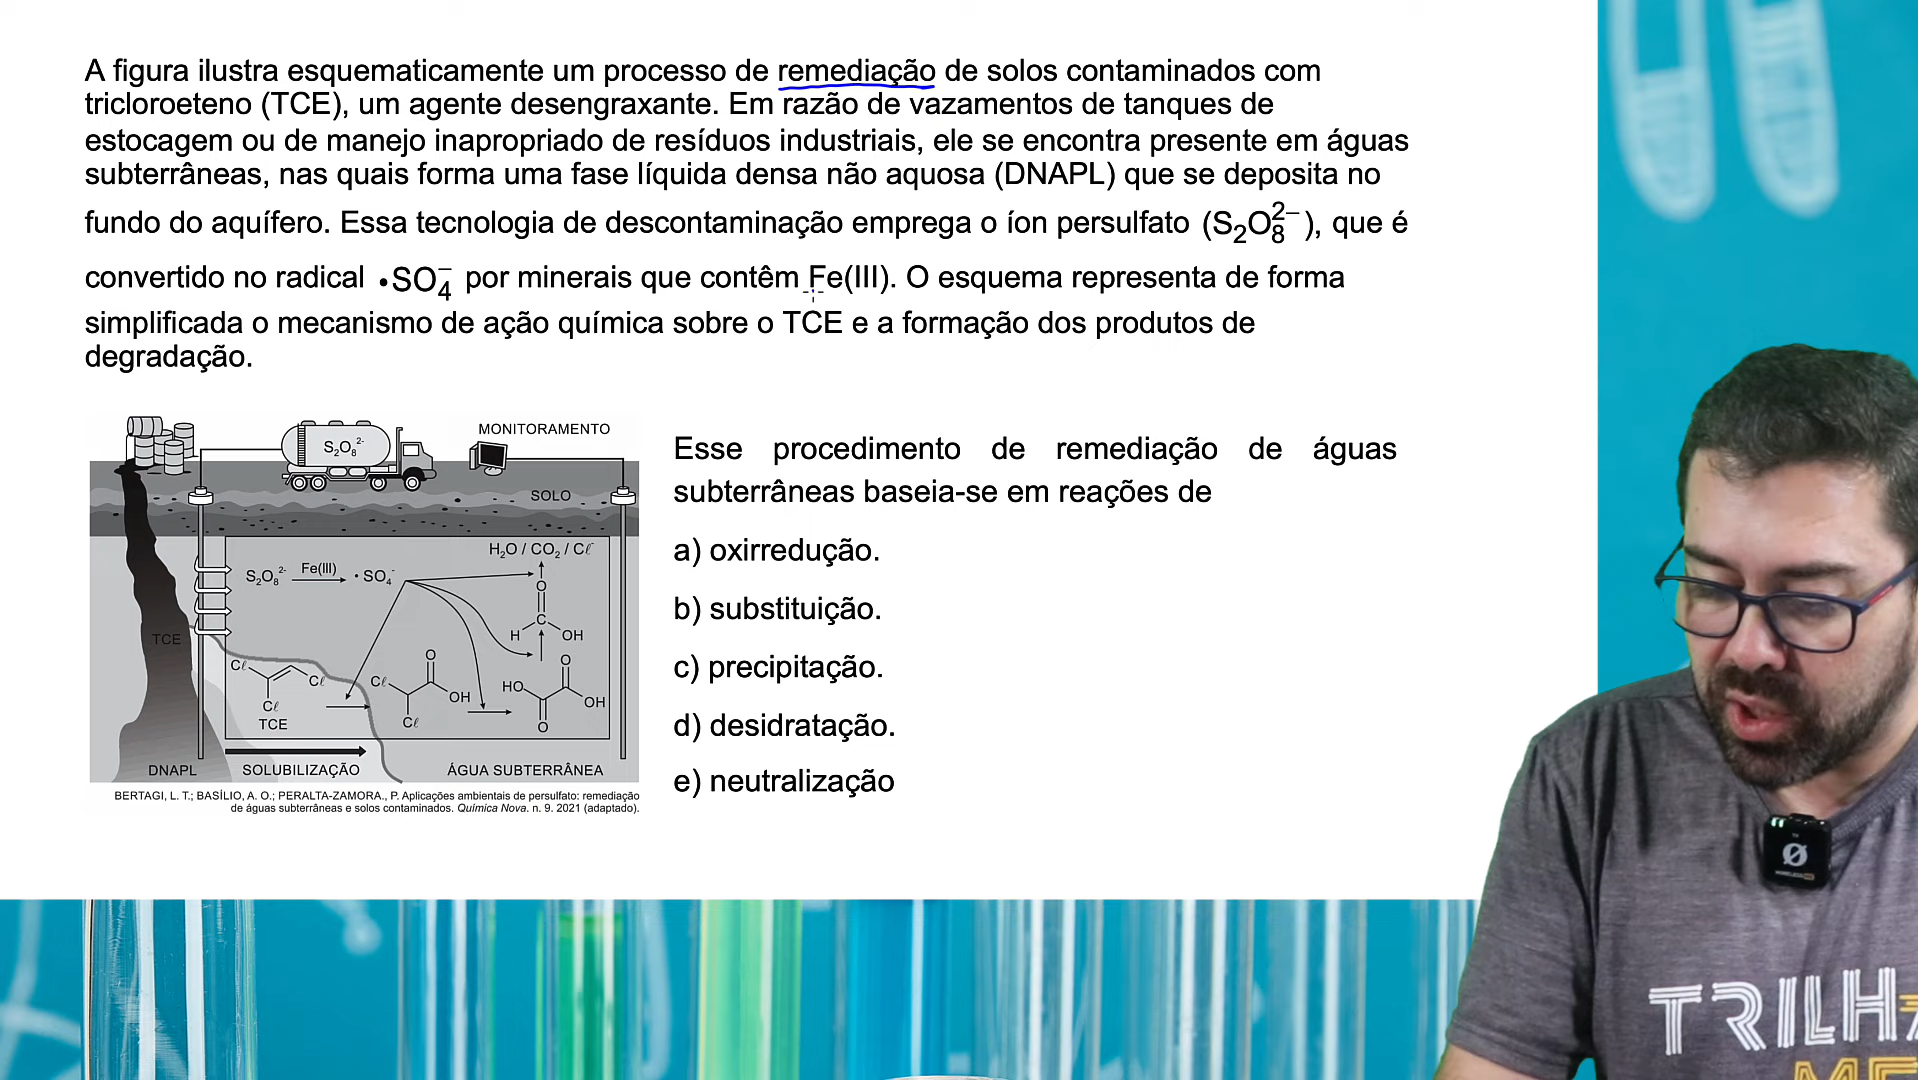 A figura ilustra esquematicamente um processo de remediação de solos contaminados com
tricloroeteno (TCE), um agente desengraxante. Em razão de vazamentos de tanques de
estocagem ou de manejo inapropriado de resíduos industriais, ele se encontra presente em águas
subterrâneas, nas quais forma uma fase líquida densa não aquosa (DNAPL) que se deposita no
fundo do aquífero. Essa tecnologia de descontaminação emprega o íon persulfato (S₂O₈²⁻), que é
convertido no radical •SO₄⁻ por minerais que contêm Fe(III). O esquema representa de forma
simplificada o mecanismo de ação química sobre o TCE e a formação dos produtos de
degradação.
MONITORAMENTO
S₂O₈²⁻
SOLO
H₂O / CO₂ / Cℓ⁻
S₂O₈²⁻ Fe(III) •SO₄⁻
O
H C OH
TCE
Cℓ Cℓ Cℓ
TCE
O Cℓ OH Cℓ
O HO OH O
DNAPL SOLUBILIZAÇÃO ÁGUA SUBTERRÂNEA
BERTAGI, L. T.; BASÍLIO, A. O.; PERALTA-ZAMORA., P. Aplicações ambientais de persulfato: remediação
de águas subterrâneas e solos contaminados. Química Nova. n. 9. 2021 (adaptado).
Esse procedimento de remediação de águas
subterrâneas baseia-se em reações de
a) oxirredução.
b) substituição.
c) precipitação.
d) desidratação.
e) neutralização
TRILH
ME